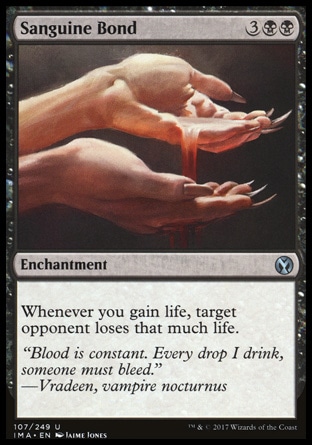 Sanguine Bond 3
Enchantment
Whenever you gain life, target
opponent loses that much life.
“Blood is constant. Every drop I drink,
someone must bleed.”
—Vradeen, vampire nocturnus
107/249 U
IMA • EN Jaime Jones
™ & © 2017 Wizards of the Coast